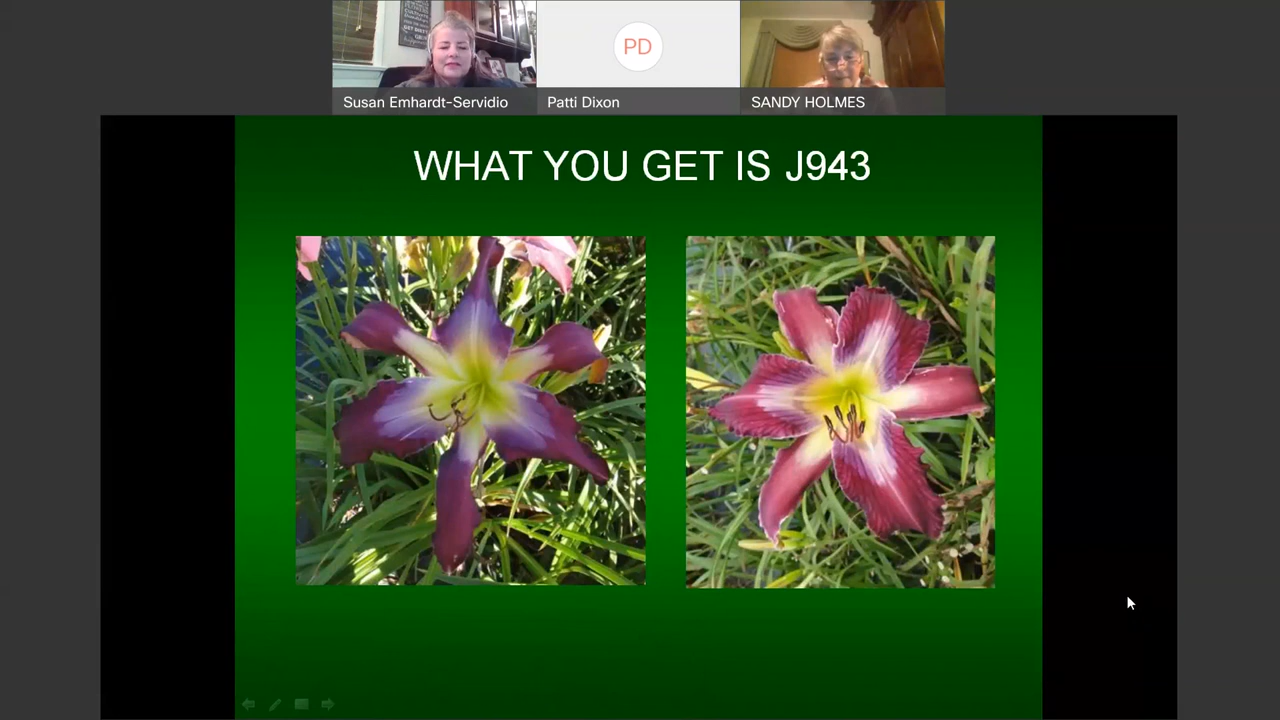 PD
Susan Emhardt-Servidio
Patti Dixon
SANDY HOLMES
WHAT YOU GET IS J943